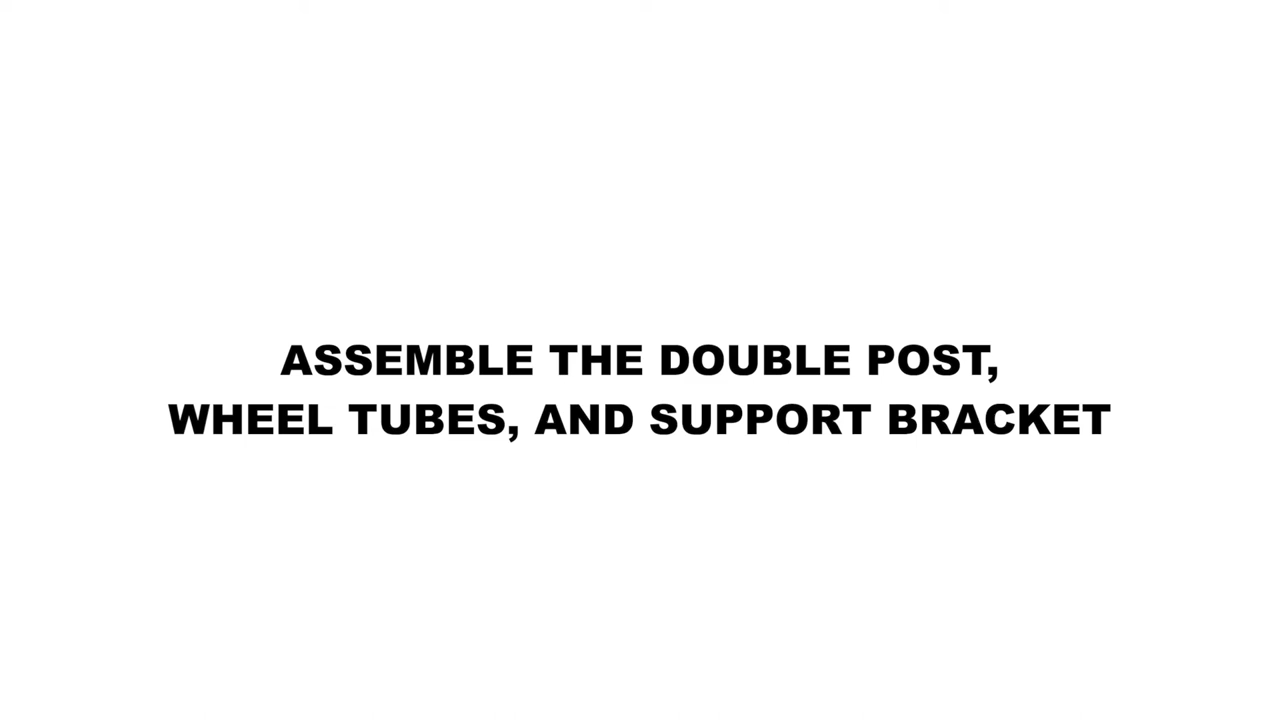 ASSEMBLE THE DOUBLE POST,
WHEEL TUBES, AND SUPPORT BRACKET